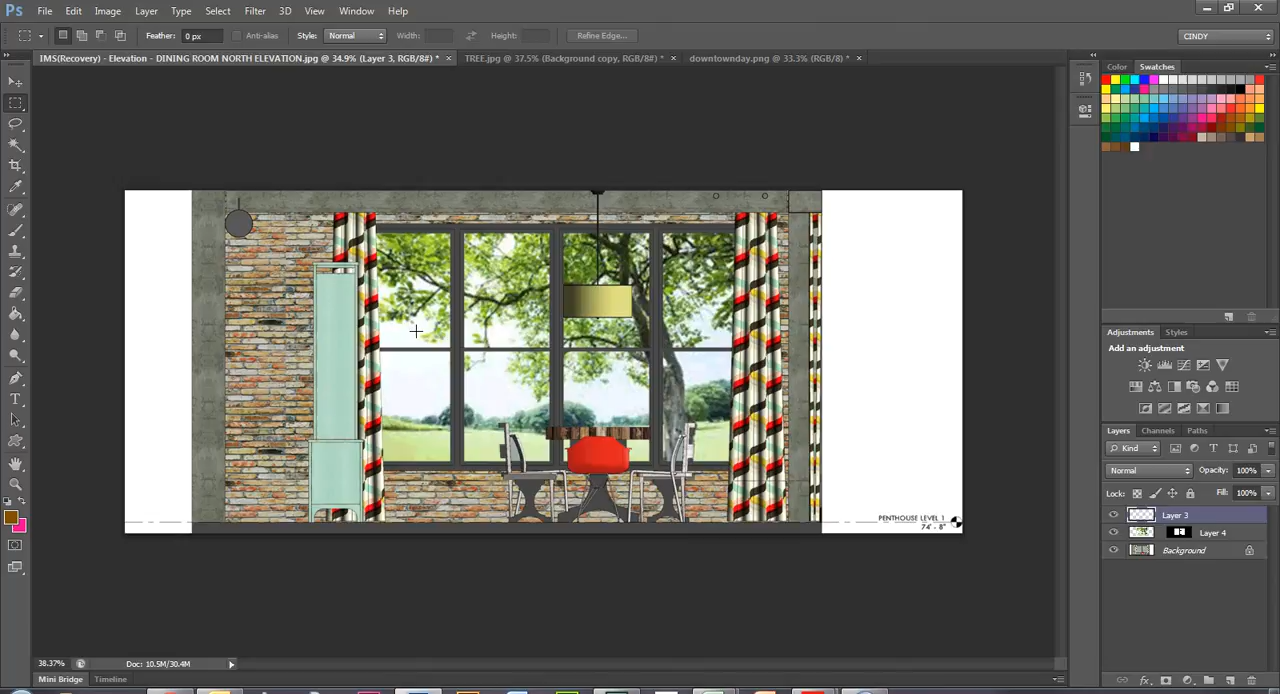 Ps File Edit Image Layer Type Select Filter 3D View Window Help
Feather: 0 px Anti-alias Style: Normal Width: Height: Refine Edge... CINDY
IMS(Recovery) - Elevation - DINING ROOM NORTH ELEVATION.jpg @ 34.9% (Layer 3, RGB/8#) * × TREE.jpg @ 37.5% (Background copy, RGB/8#) * × downtownday.png @ 33.3% (RGB/8) * ×
Color Swatches
PENTHOUSE LEVEL 1
74' - 8"
Adjustments Styles
Add an adjustment
Layers Channels Paths
Kind
Normal Opacity: 100%
Lock: Fill: 100%
Layer 3
Layer 4
Background
38.37% Doc: 10.5M/30.4M
Mini Bridge Timeline